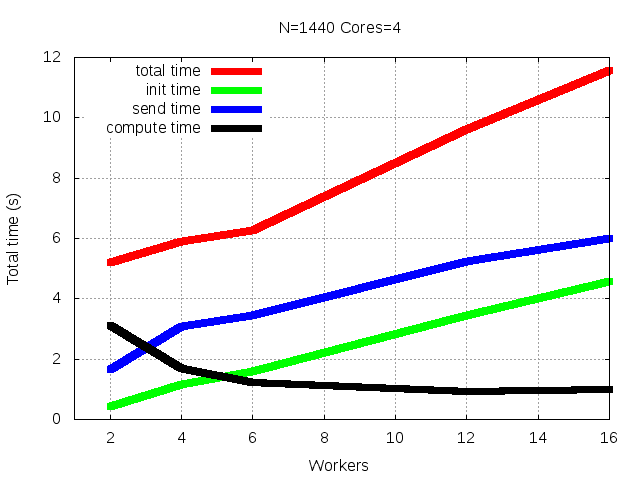 N=1440 Cores=4
total time
init time
send time
compute time
Total time (s)
12
10
8
6
4
2
0
2 4 6 8 10 12 14 16
Workers